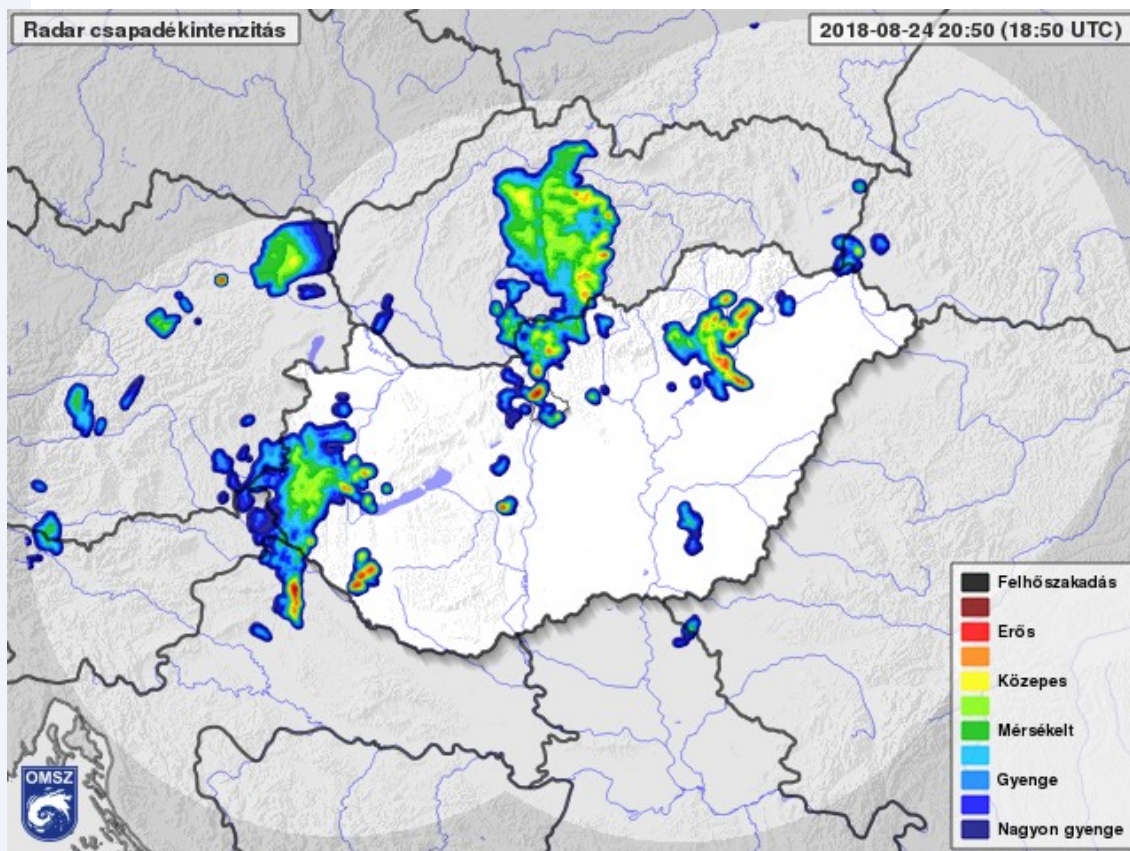 Radar csapadékintenzitás
2018-08-24 20:50 (18:50 UTC)
Felhőszakadás
Erős
Közepes
Mérsékelt
Gyenge
Nagyon gyenge
OMSZ